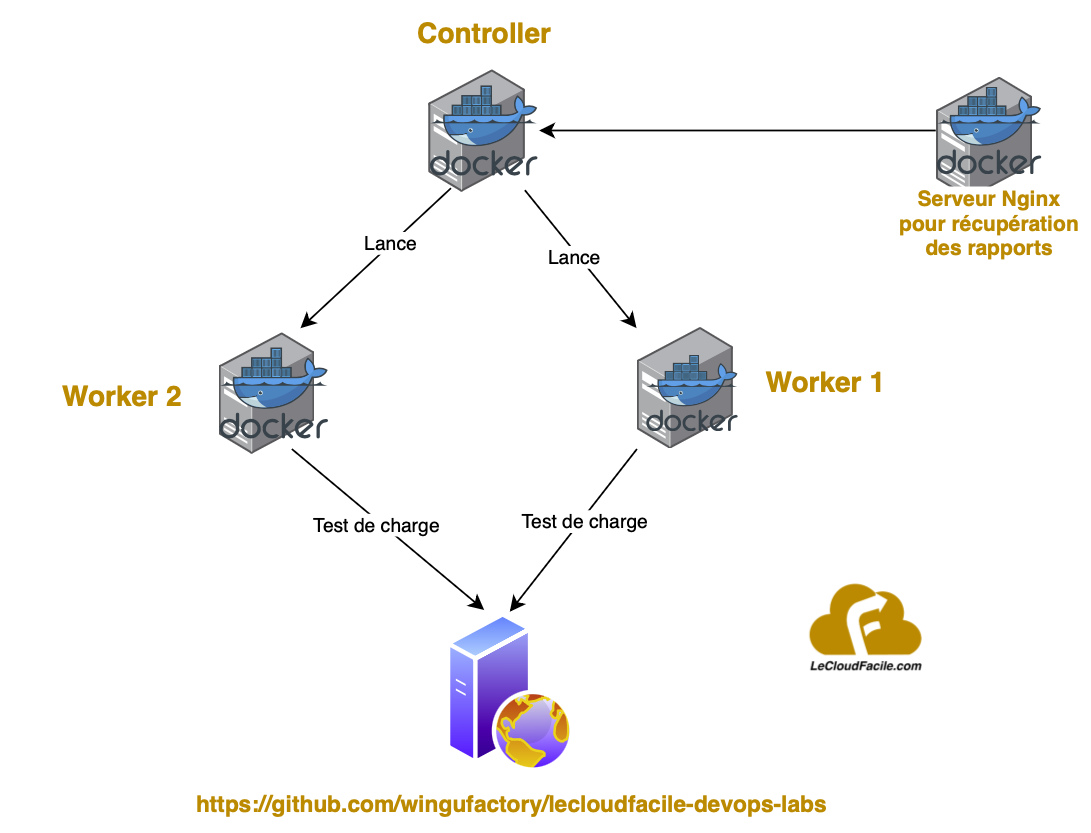 Controller
docker
docker
Serveur Nginx
pour récupération
des rapports
Lance
Lance
Worker 2
docker
docker
Worker 1
Test de charge
Test de charge
LeCloudFacile.com
https://github.com/wingufactory/lecloudfacile-devops-labs